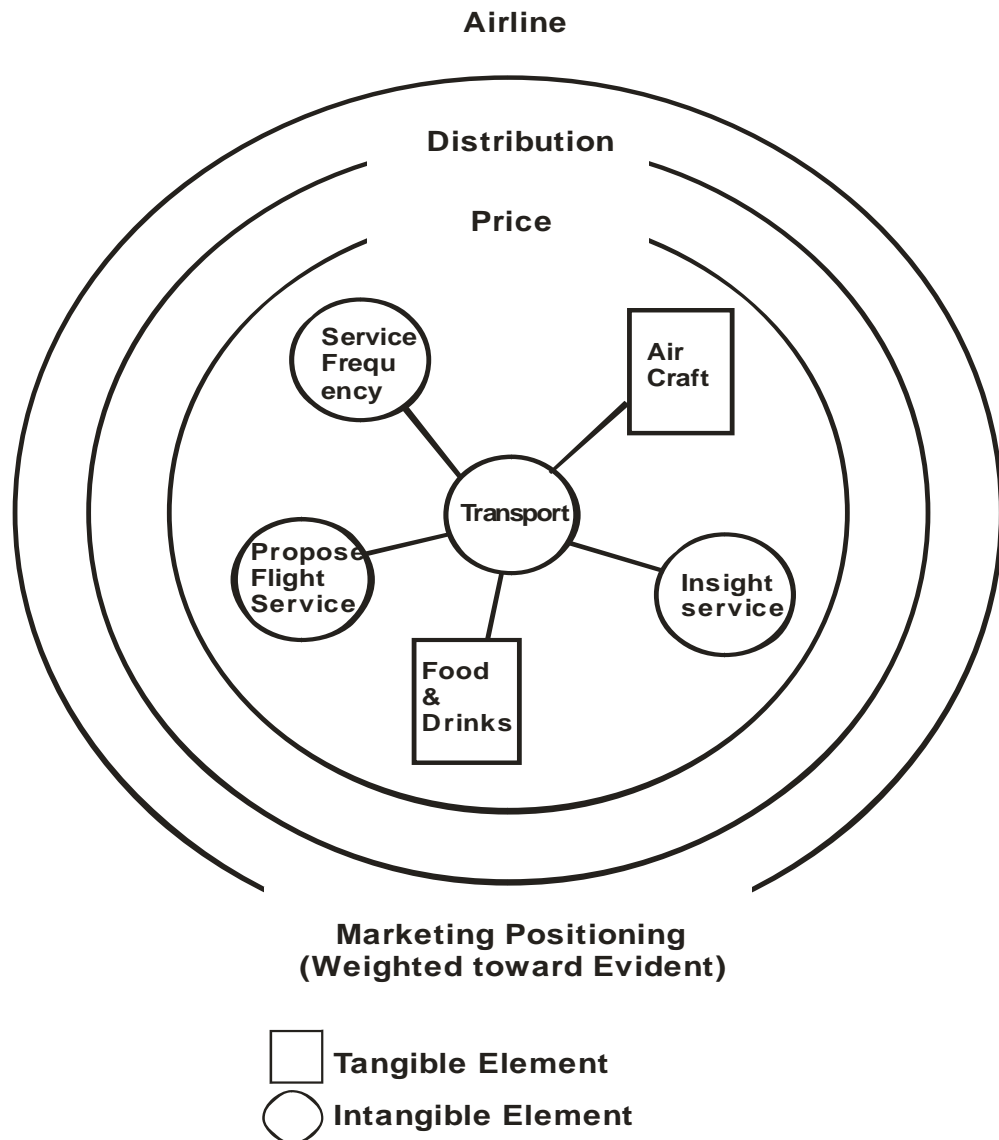 Airline
Distribution
Price
Service
Frequ
ency
Air
Craft
Transport
Propose
Flight
Service
Insight
service
Food
&
Drinks
Marketing Positioning
(Weighted toward Evident)
Tangible Element
Intangible Element